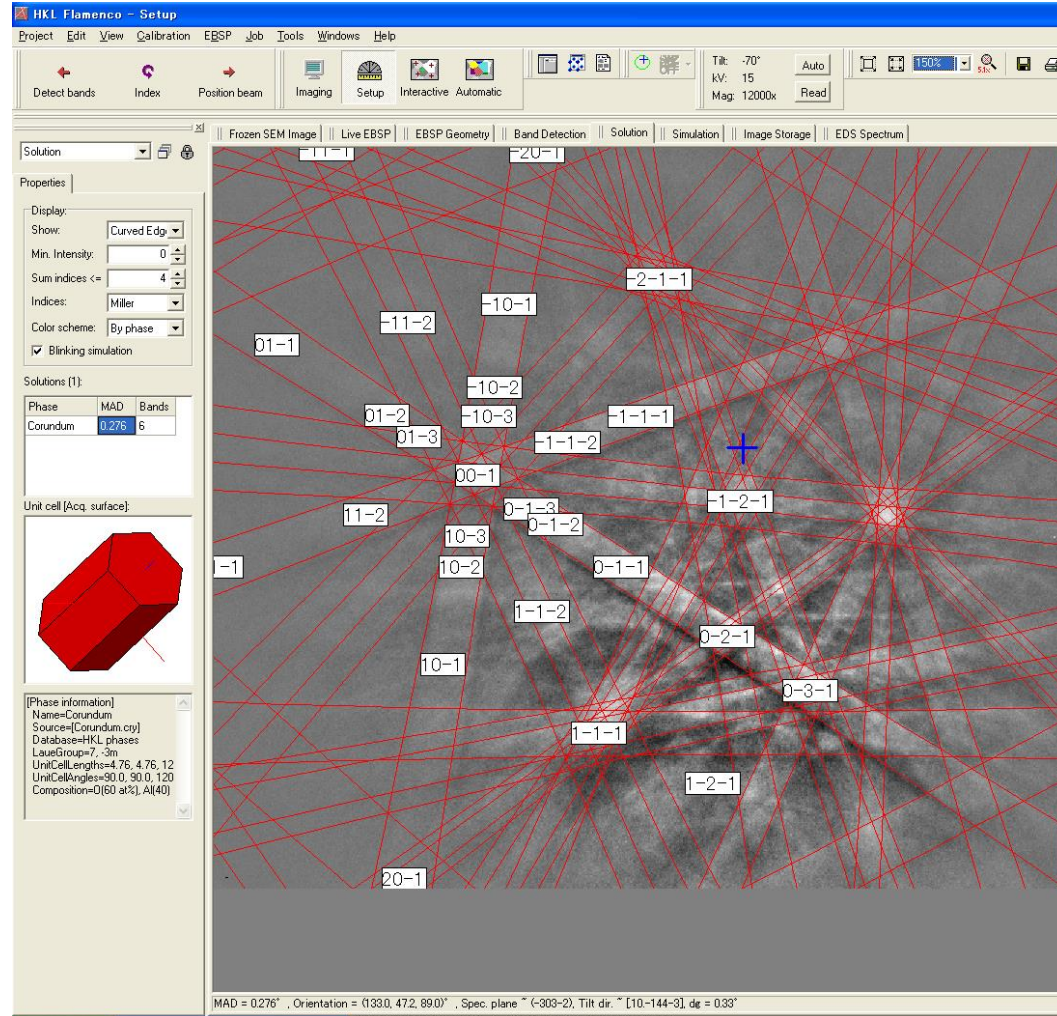 HKL Flamenco - Setup
Project Edit View Calibration EBSP Job Tools Windows Help
Detect bands Index Position beam Imaging Setup Interactive Automatic
Tilt: -70° Auto
kV: 15
Mag: 12000x Read
150% 5.1x
Frozen SEM Image Live EBSP EBSP Geometry Band Detection Solution Simulation Image Storage EDS Spectrum
Solution
Properties
Display:
Show: Curved Edg
Min. Intensity: 0
Sum indices <= 4
Indices: Miller
Color scheme: By phase
Blinking simulation
Solutions (1):
Phase MAD Bands
Corundum 0.276 6
Unit cell [Acq. surface]:
[Phase information]
Name=Corundum
Source=[Corundum.cry]
Database=HKL phases
LaueGroup=7, -3m
UnitCellLengths=4.76, 4.76, 12
UnitCellAngles=90.0, 90.0, 120
Composition=O(60 at%), Al(40)
-11-1
-20-1
-2-1-1
-10-1
-11-2
01-1
-10-2
01-2
-10-3
-1-1-1
01-3
-1-1-2
00-1
-1-2-1
0-1-3
11-2
0-1-2
10-3
10-2
0-1-1
1-1
1-1-2
0-2-1
10-1
0-3-1
1-1-1
1-2-1
20-1
MAD = 0.276° , Orientation = (133.0, 47.2, 89.0)° , Spec. plane ~ (-303-2), Tilt dir. ~ [10.-144-3], dg = 0.33°